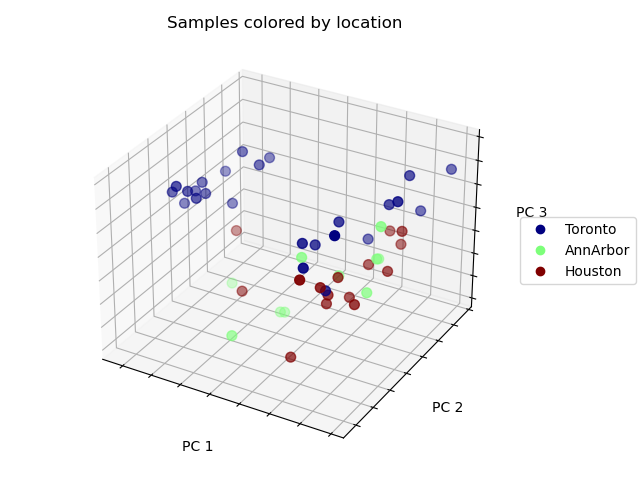 Samples colored by location
PC 3
Toronto
AnnArbor
Houston
PC 2
PC 1